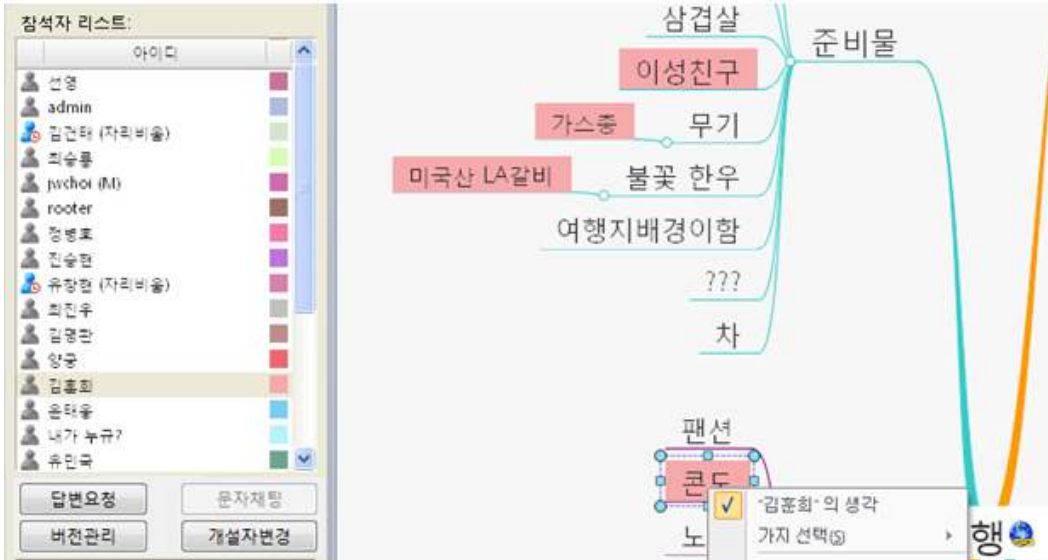 참석자 리스트:
아이디
선영
admin
김건태 (자리비움)
최승룡
jwchoi (M)
rooter
정병호
진승현
유창현 (자리비움)
최진우
김명환
양궁
김훈희
윤태웅
내가 누규?
유민국
답변요청
문자채팅
버전관리
개설자변경
삼겹살
준비물
이성친구
가스총
무기
미국산 LA갈비
불꽃 한우
여행지배경이함
???
차
팬션
콘도
노
"김훈희" 의 생각
가지 선택(S)
행